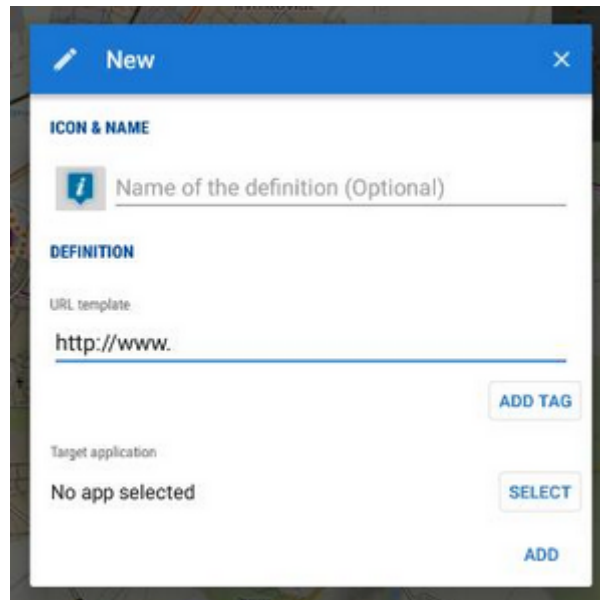 New
ICON & NAME
Name of the definition (Optional)
DEFINITION
URL template
http://www.
ADD TAG
Target application
No app selected
SELECT
ADD